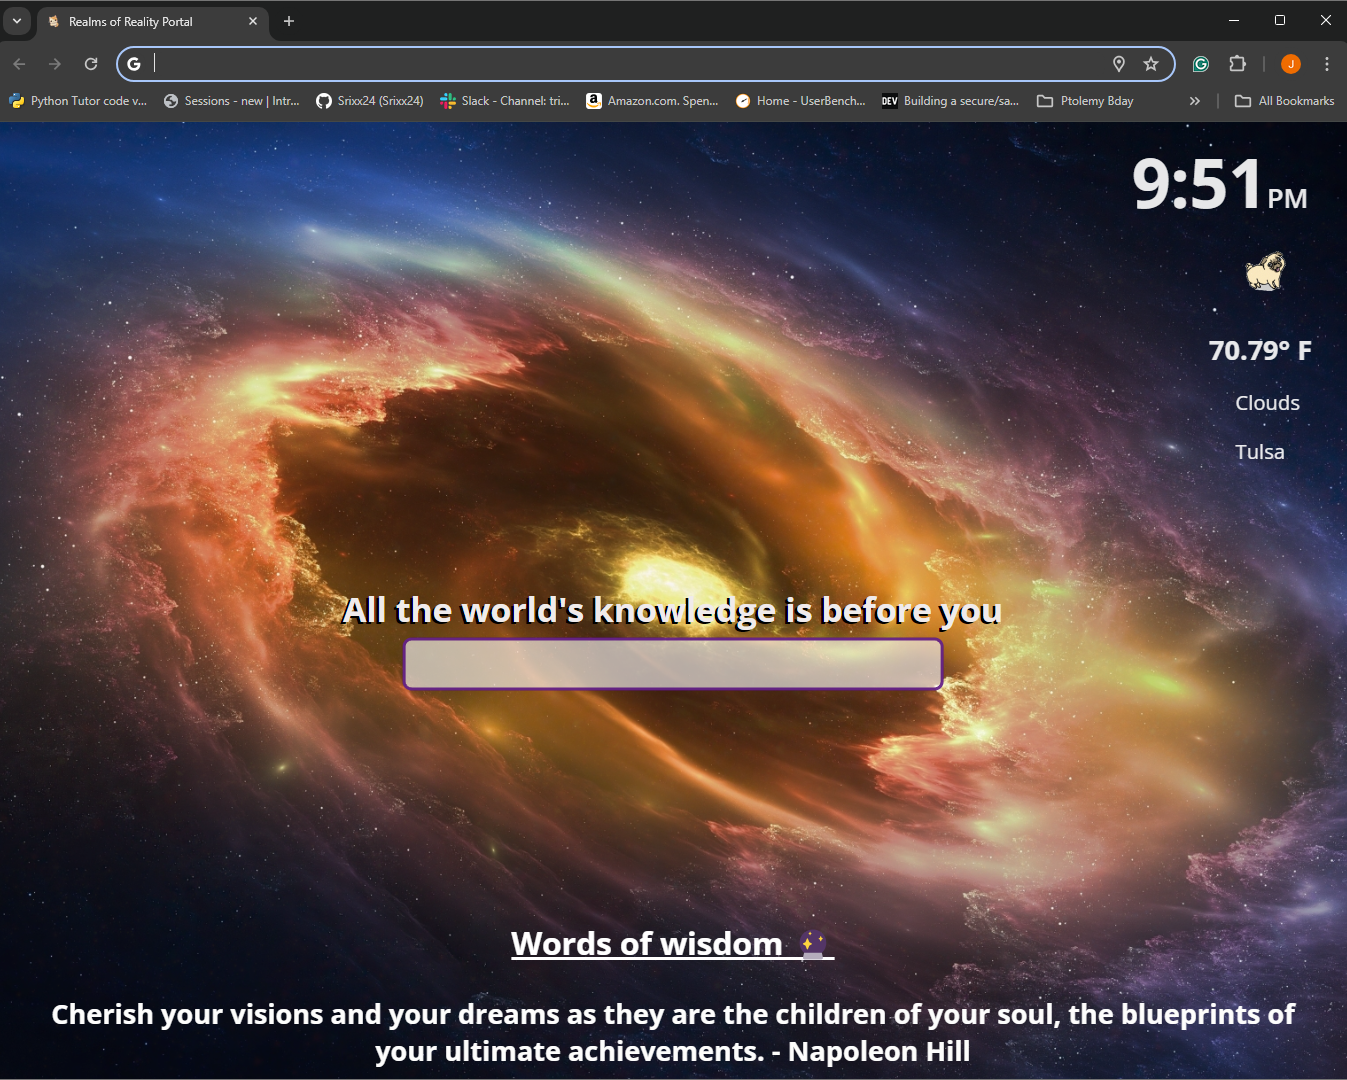 Realms of Reality Portal
G
G
J
Python Tutor code v...
Sessions - new | Intr...
Srixx24 (Srixx24)
Slack - Channel: tri...
a Amazon.com. Spen...
Home - UserBench...
DEV Building a secure/sa...
Ptolemy Bday
All Bookmarks
9:51 PM
70.79° F
Clouds
Tulsa
All the world's knowledge is before you
Words of wisdom 🔮
Cherish your visions and your dreams as they are the children of your soul, the blueprints of
your ultimate achievements. - Napoleon Hill